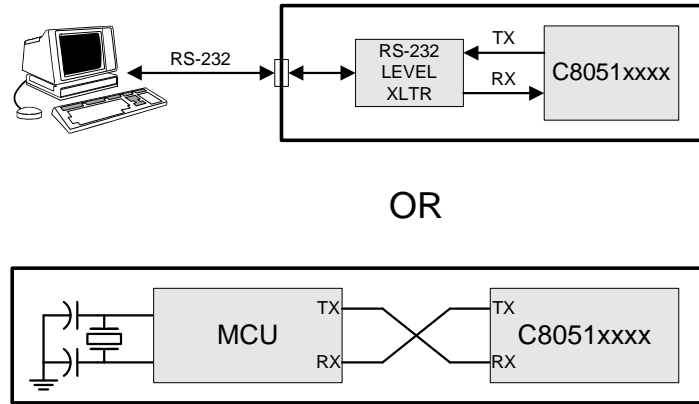 RS-232
RS-232
LEVEL
XLTR
TX
RX
C8051xxxx
OR
MCU
TX
RX
TX
RX
C8051xxxx